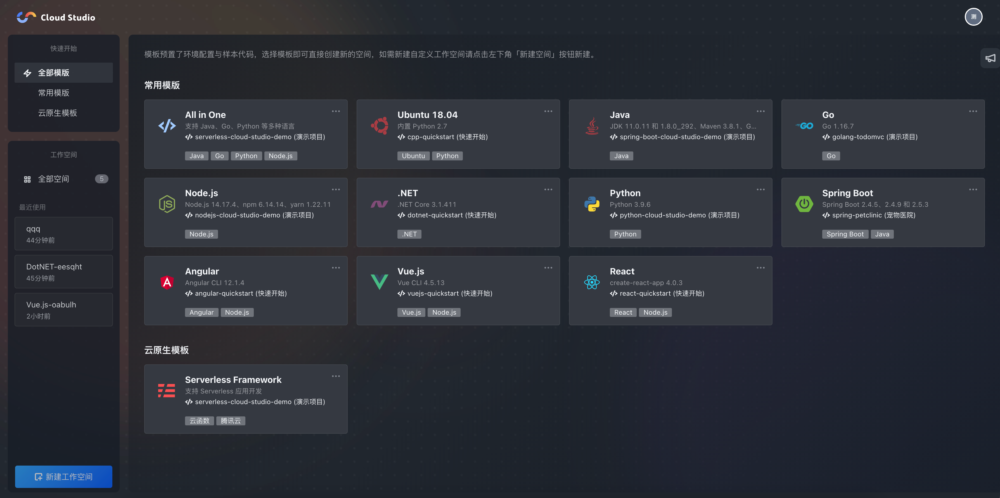 Cloud Studio
测
快速开始
全部模版
常用模版
云原生模板
工作空间
全部空间 5
最近使用
qqq
44分钟前
DotNET-eesqht
45分钟前
Vue.js-oabulh
2小时前
新建工作空间
模板预置了环境配置与样本代码，选择模板即可直接创建新的空间，如需新建自定义工作空间请点击左下角「新建空间」按钮新建。
常用模版
All in One
支持 Java、Go、Python 等多种语言
serverless-cloud-studio-demo (演示项目)
Java Go Python Node.js
Ubuntu 18.04
内置 Python 2.7
cpp-quickstart (快速开始)
Ubuntu Python
Java
JDK 11.0.11 和 1.8.0_292、Maven 3.8.1、G...
spring-boot-cloud-studio-demo (演示项目)
Java
GO
Go
Go 1.16.7
golang-todomvc (演示项目)
Go
JS
Node.js
Node.js 14.17.4、npm 6.14.14、yarn 1.22.11
nodejs-cloud-studio-demo (演示项目)
Node.js
.NET
.NET Core 3.1.411
dotnet-quickstart (快速开始)
.NET
Python
Python 3.9.6
python-cloud-studio-demo (演示项目)
Python
Spring Boot
Spring Boot 2.4.5、2.4.9 和 2.5.3
spring-petclinic (宠物医院)
Spring Boot Java
A
Angular
Angular CLI 12.1.4
angular-quickstart (快速开始)
Angular Node.js
Vue.js
Vue CLI 4.5.13
vuejs-quickstart (快速开始)
Vue.js Node.js
React
create-react-app 4.0.3
react-quickstart (快速开始)
React Node.js
云原生模板
Serverless Framework
支持 Serverless 应用开发
serverless-cloud-studio-demo (演示项目)
云函数 腾讯云